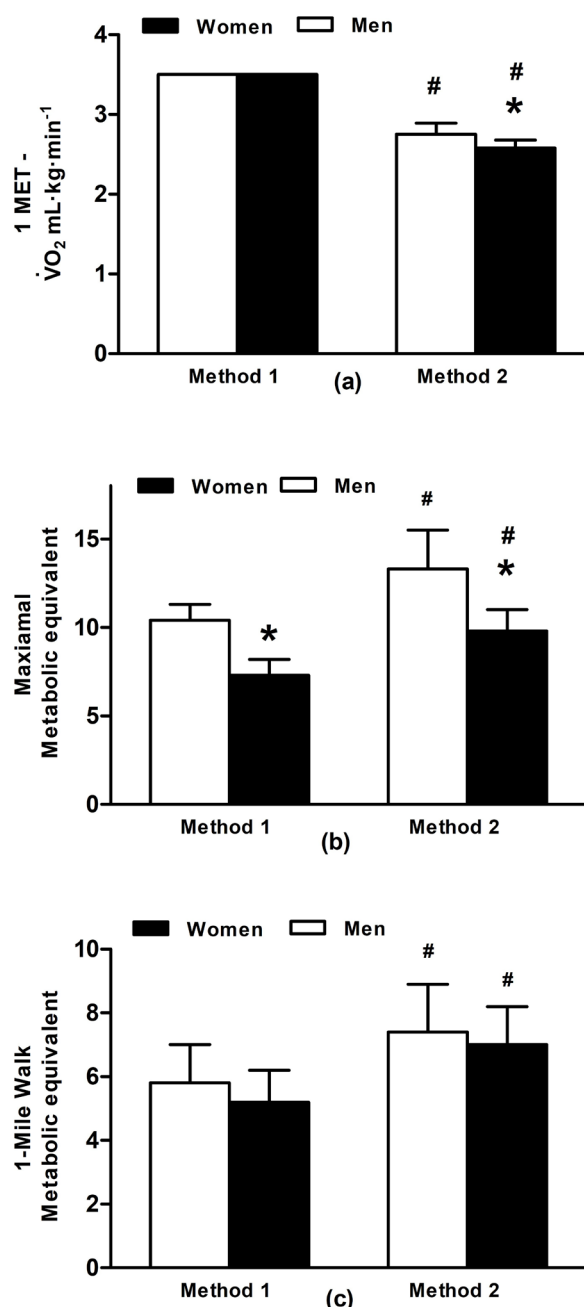 Women Men
4
3
2
1
0
1 MET -
V̇O₂ mL·kg·min⁻¹
#
#
*
Method 1
(a)
Method 2
Women Men
15
10
5
0
Maxiamal
Metabolic equivalent
*
#
#
*
Method 1
(b)
Method 2
Women Men
10
8
6
4
2
0
1-Mile Walk
Metabolic equivalent
#
#
Method 1
(c)
Method 2